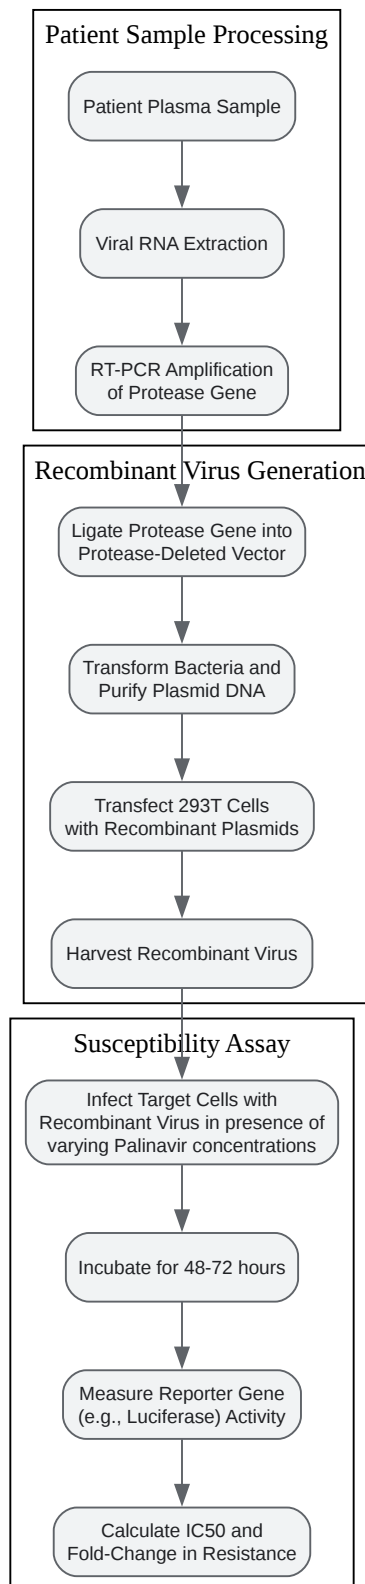 Patient Sample Processing
Patient Plasma Sample
Viral RNA Extraction
RT-PCR Amplification
of Protease Gene
Recombinant Virus Generation
Ligate Protease Gene into
Protease-Deleted Vector
Transform Bacteria and
Purify Plasmid DNA
Transfect 293T Cells
with Recombinant Plasmids
Harvest Recombinant Virus
Susceptibility Assay
Infect Target Cells with
Recombinant Virus in presence of
varying Palinavir concentrations
Incubate for 48-72 hours
Measure Reporter Gene
(e.g., Luciferase) Activity
Calculate IC50 and
Fold-Change in Resistance